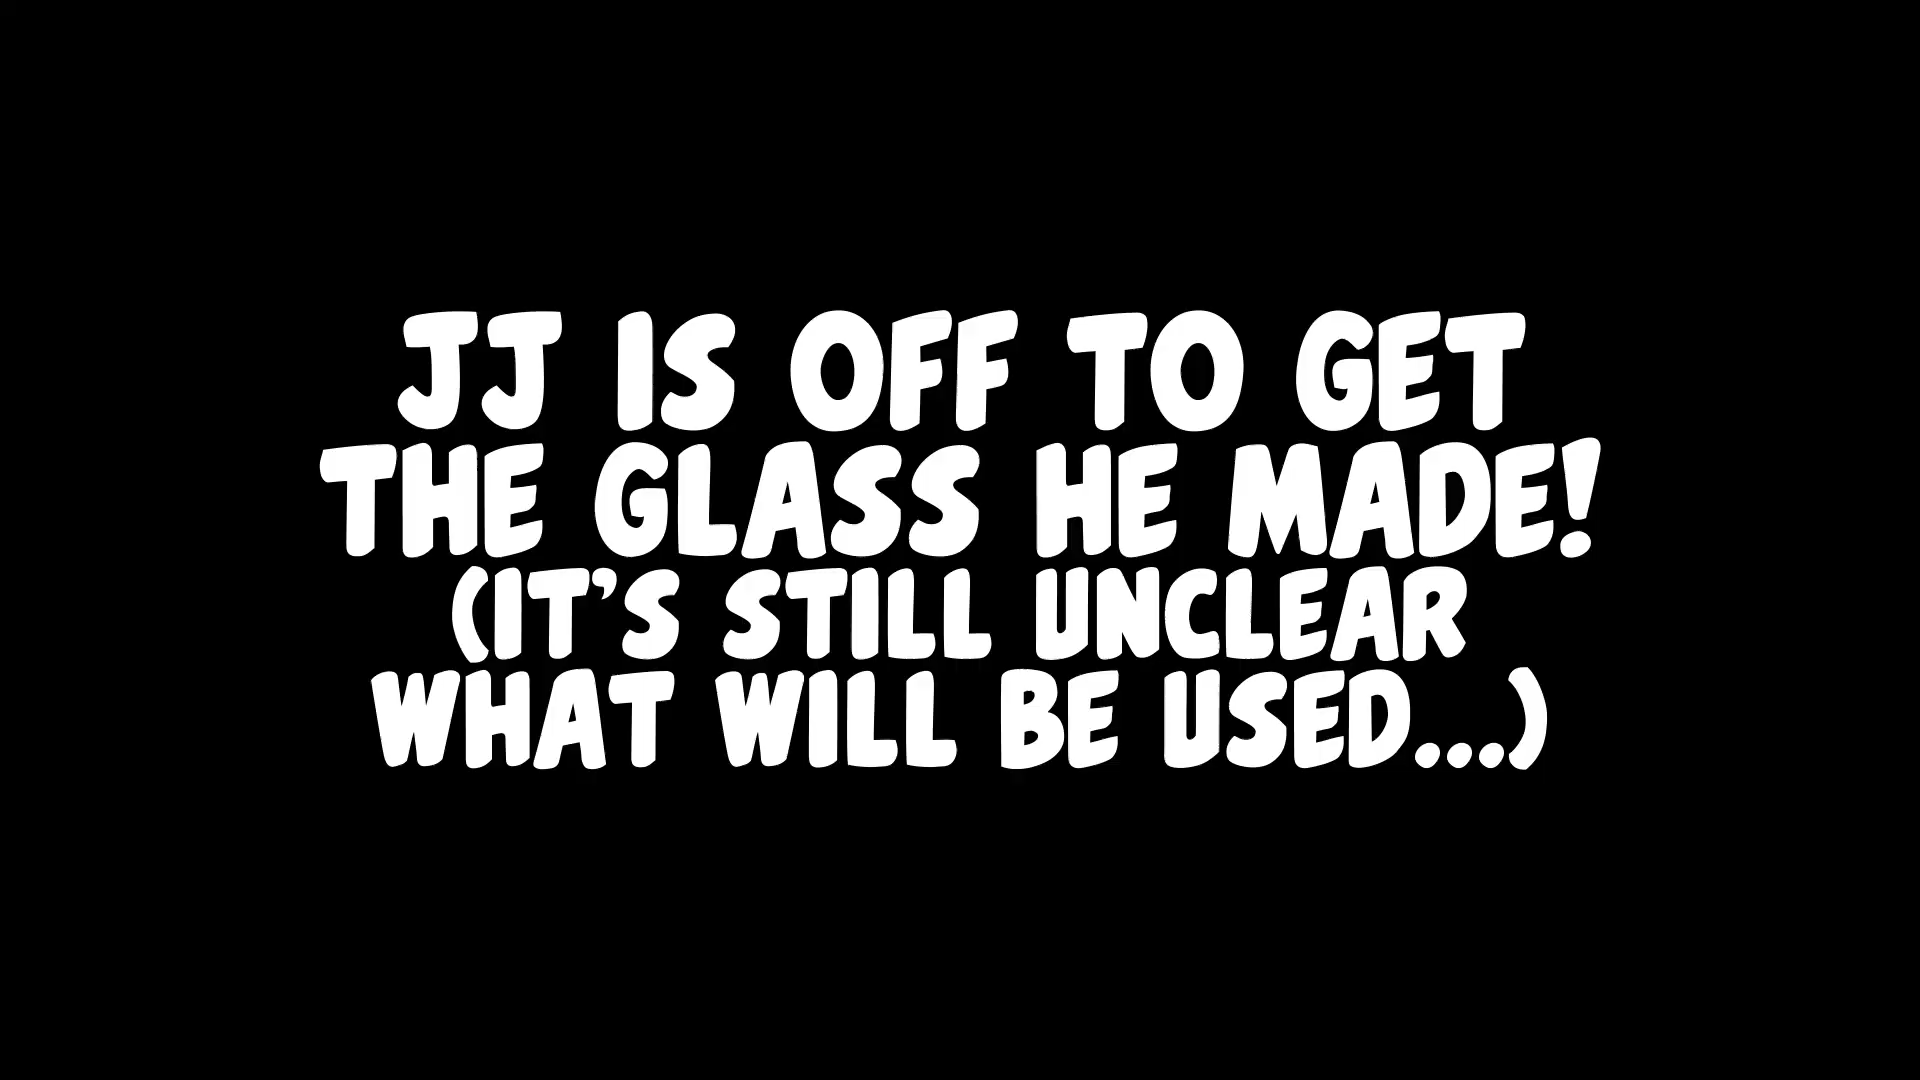 JJ IS OFF TO GET
THE GLASS HE MADE!
(IT'S STILL UNCLEAR
WHAT WILL BE USED...)